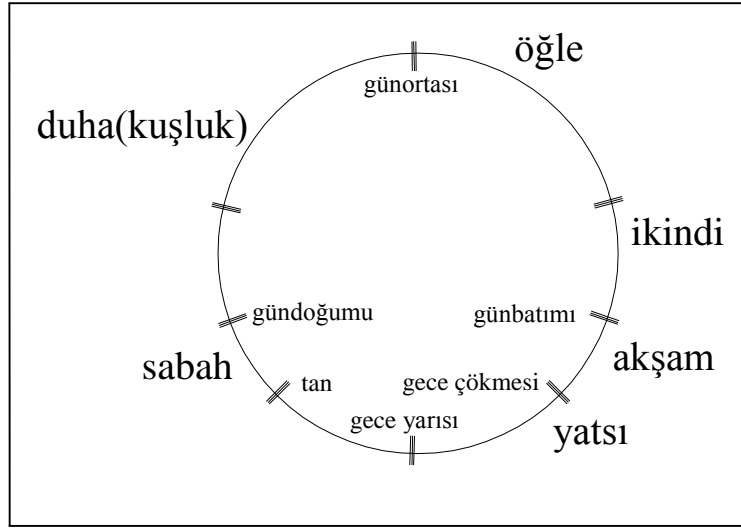 öğle
günortası
duha(kuşluk)
ikindi
gündoğumu
günbatımı
sabah
akşam
tan
gece çökmesi
gece yarısı
yatsı